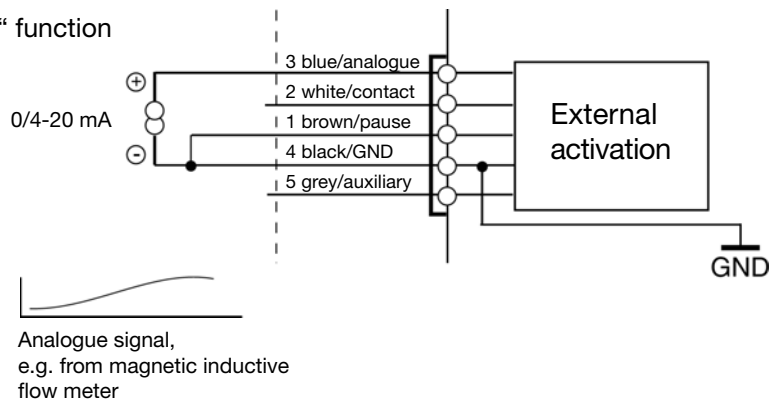 “ function
3 blue/analogue
2 white/contact
1 brown/pause
4 black/GND
5 grey/auxiliary
0/4-20 mA
+
-
External
activation
GND
Analogue signal,
e.g. from magnetic inductive
flow meter